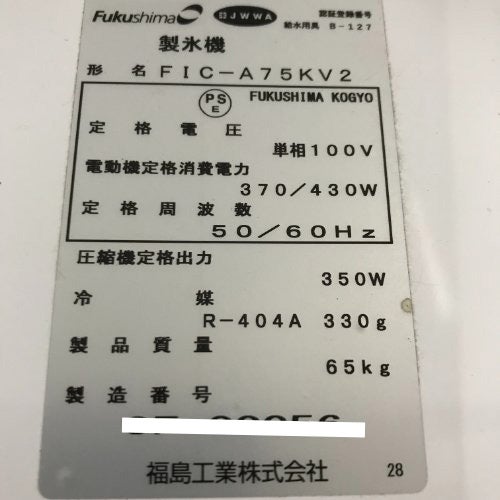 Fukushima JWWA 認証登録番号
給水用具 B-127
製氷機
形名 FIC-A75KV2
PS E FUKUSHIMA KOGYO
定格電圧
単相100V
電動機定格消費電力
370/430W
定格周波数
50/60Hz
圧縮機定格出力
350W
冷媒
R-404A 330g
製品質量
65kg
製造番号
福島工業株式会社 28